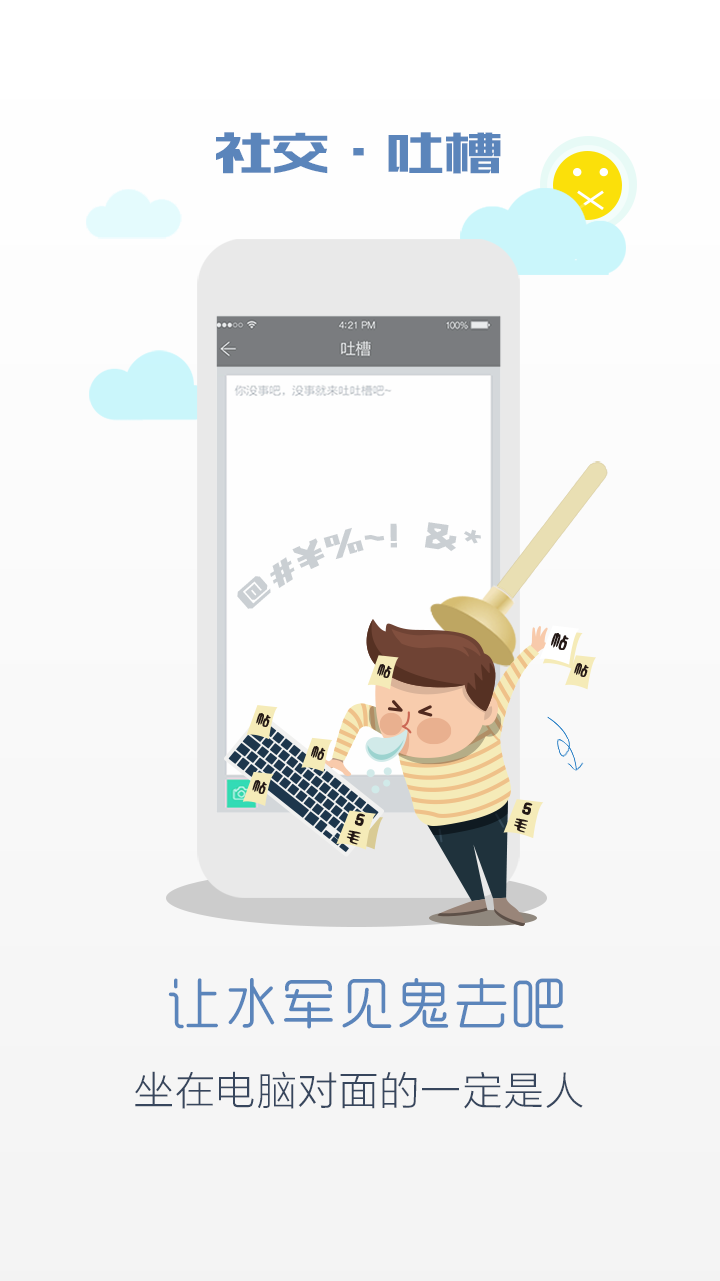 社交·吐槽
4:21 PM
100%
吐槽
你没事吧，没事就来吐吐槽吧~
@#¥%~! &*
帖
帖
帖
帖
帖
帖
5毛
5毛
让水军见鬼去吧
坐在电脑对面的一定是人